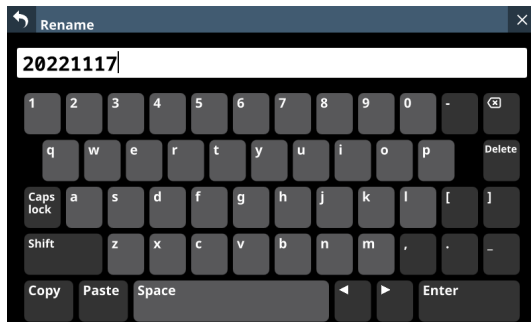 Rename
20221117
1 2 3 4 5 6 7 8 9 0 -
q w e r t y u i o p Delete
Caps lock a s d f g h j k l [ ]
Shift z x c v b n m , . _
Copy Paste Space Enter